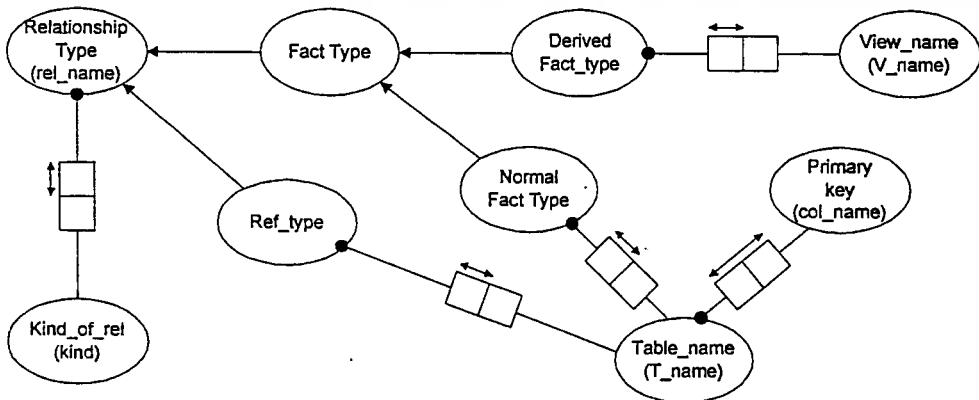 Relationship
Type
(rel_name)
Fact Type
Derived
Fact_type
View_name
(V_name)
Normal
Fact Type
Primary
key
(col_name)
Ref_type
Kind_of_rel
(kind)
Table_name
(T_name)